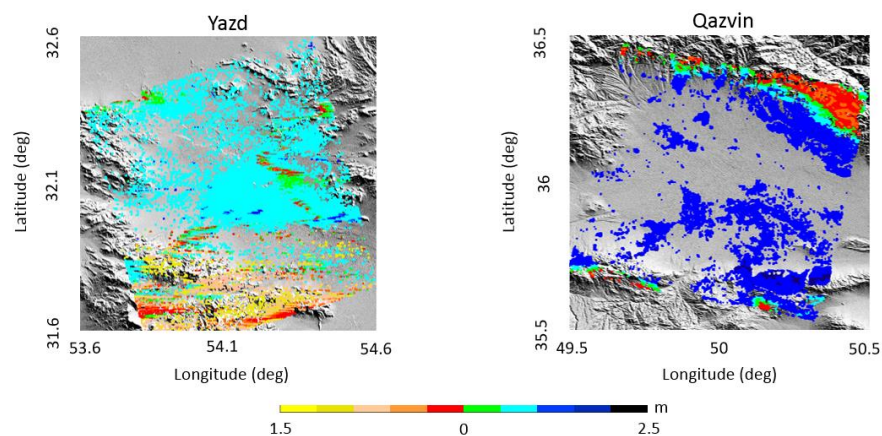 Yazd
Qazvin
32.6
32.1
31.6
Latitude (deg)
53.6
54.1
54.6
Longitude (deg)
36.5
36
35.5
Latitude (deg)
49.5
50
50.5
Longitude (deg)
m
1.5
0
2.5